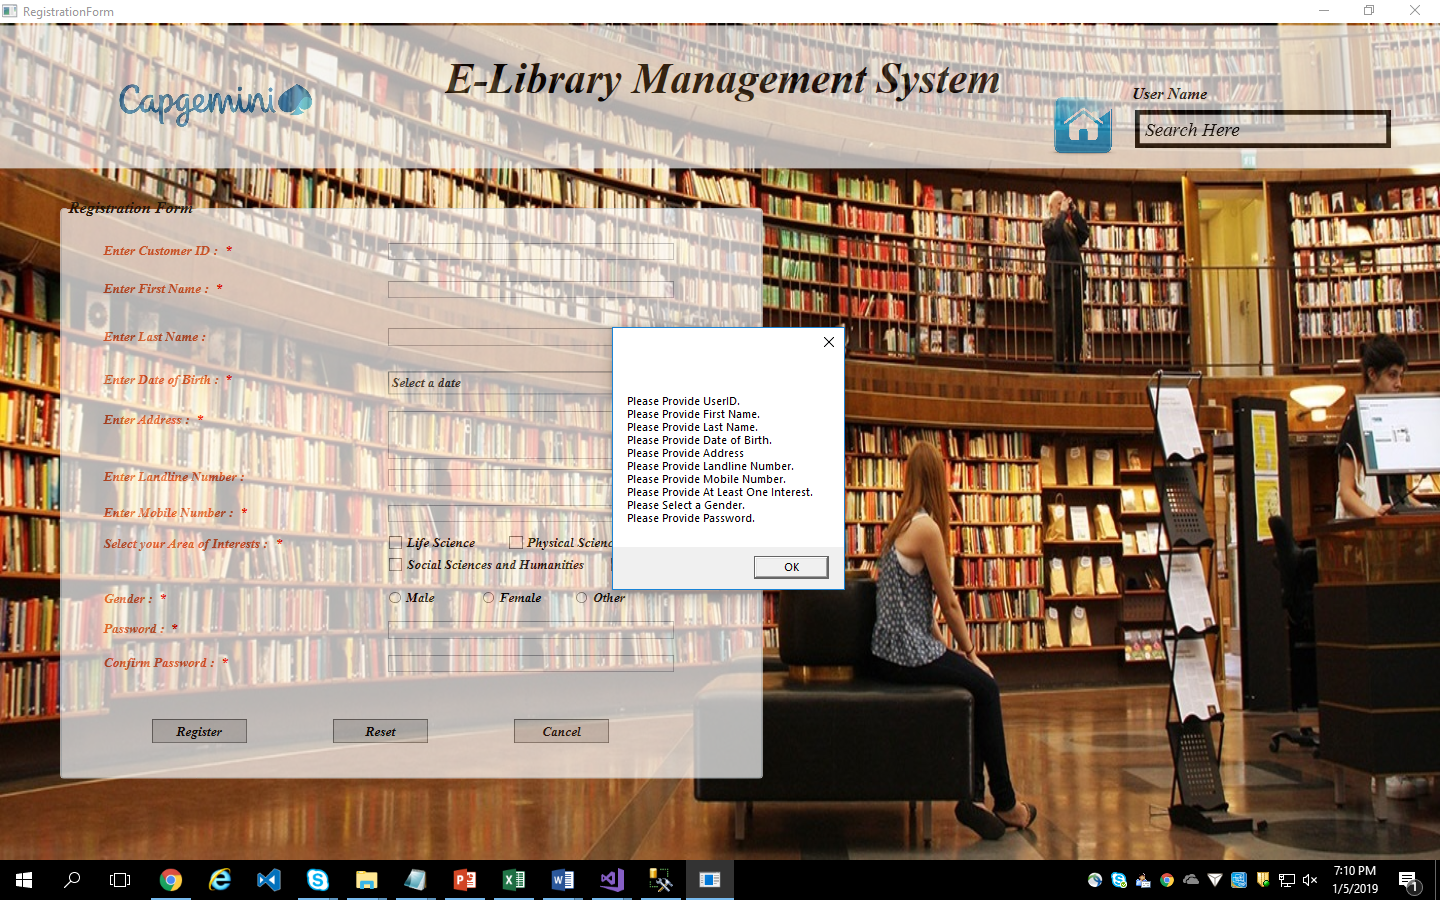 RegistrationForm
Capgemini
E-Library Management System
User Name
Search Here
Registration Form
Enter Customer ID : *
Enter First Name : *
Enter Last Name :
Enter Date of Birth : *
Select a date
Enter Address : *
Enter Landline Number :
Enter Mobile Number : *
Select your Area of Interests : *
Life Science
Physical Scienc
Social Sciences and Humanities
Gender : *
Male
Female
Other
Password : *
Confirm Password : *
Register
Reset
Cancel
Please Provide UserID.
Please Provide First Name.
Please Provide Last Name.
Please Provide Date of Birth.
Please Provide Address
Please Provide Landline Number.
Please Provide Mobile Number.
Please Provide At Least One Interest.
Please Select a Gender.
Please Provide Password.
OK
7:10 PM
1/5/2019
1